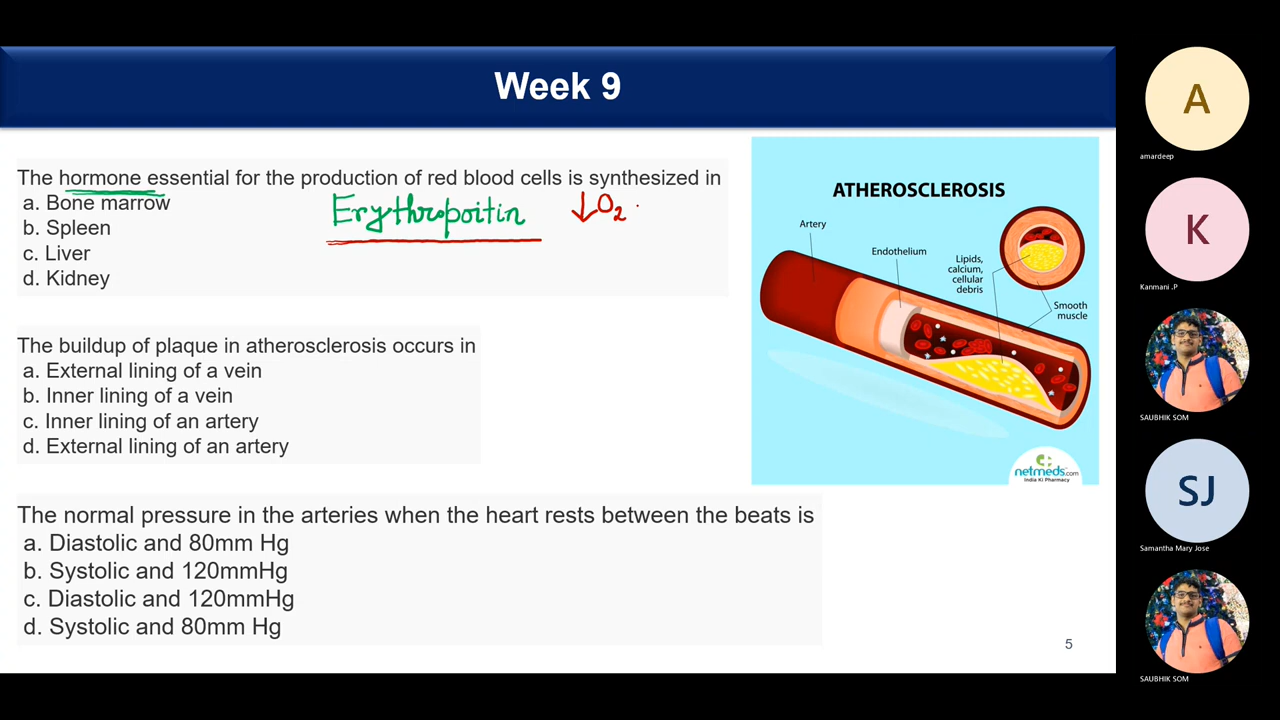 Week 9
The hormone essential for the production of red blood cells is synthesized in
a. Bone marrow
b. Spleen
c. Liver
d. Kidney
Erythropoitin ↓O2
The buildup of plaque in atherosclerosis occurs in
a. External lining of a vein
b. Inner lining of a vein
c. Inner lining of an artery
d. External lining of an artery
ATHEROSCLEROSIS
Artery
Endothelium
Lipids,
calcium,
cellular
debris
Smooth
muscle
netmeds.com
India Ki Pharmacy
The normal pressure in the arteries when the heart rests between the beats is
a. Diastolic and 80mm Hg
b. Systolic and 120mmHg
c. Diastolic and 120mmHg
d. Systolic and 80mm Hg
5
A
amardeep
K
Kanmani .P
SAUBHIK SOM
SJ
Samantha Mary Jose
SAUBHIK SOM